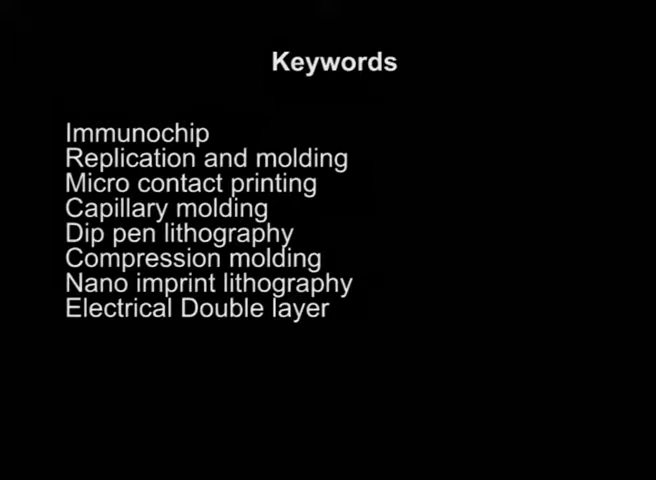 Keywords
Immunochip
Replication and molding
Micro contact printing
Capillary molding
Dip pen lithography
Compression molding
Nano imprint lithography
Electrical Double layer